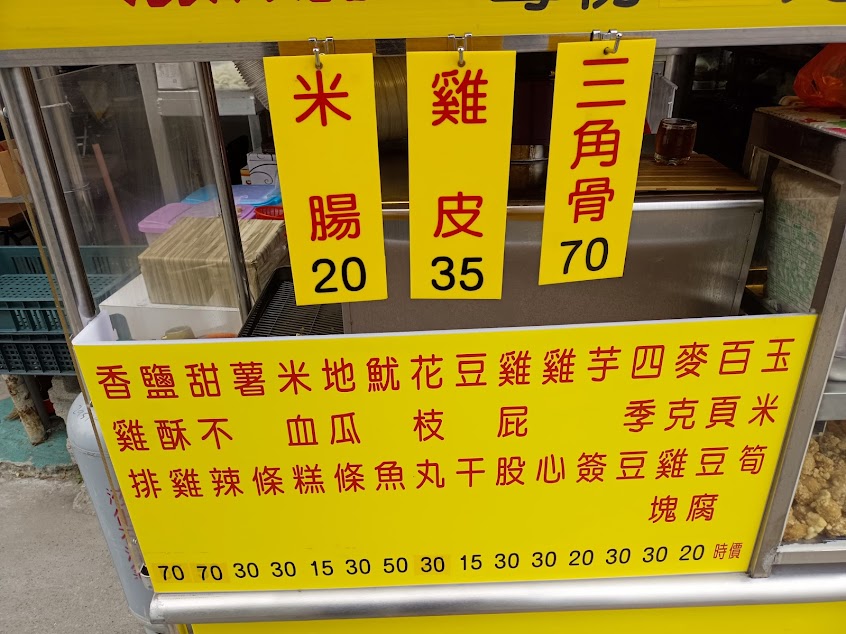 米腸
20
雞皮
35
三角骨
70
香雞排
70
鹽酥雞
70
甜不辣
30
薯條
30
米血糕
15
地瓜條
30
魷魚
50
花枝丸
30
豆干
15
雞屁股
30
雞心
30
芋簽
20
四季豆
30
麥克雞塊
30
百頁豆腐
20
玉米筍
時價